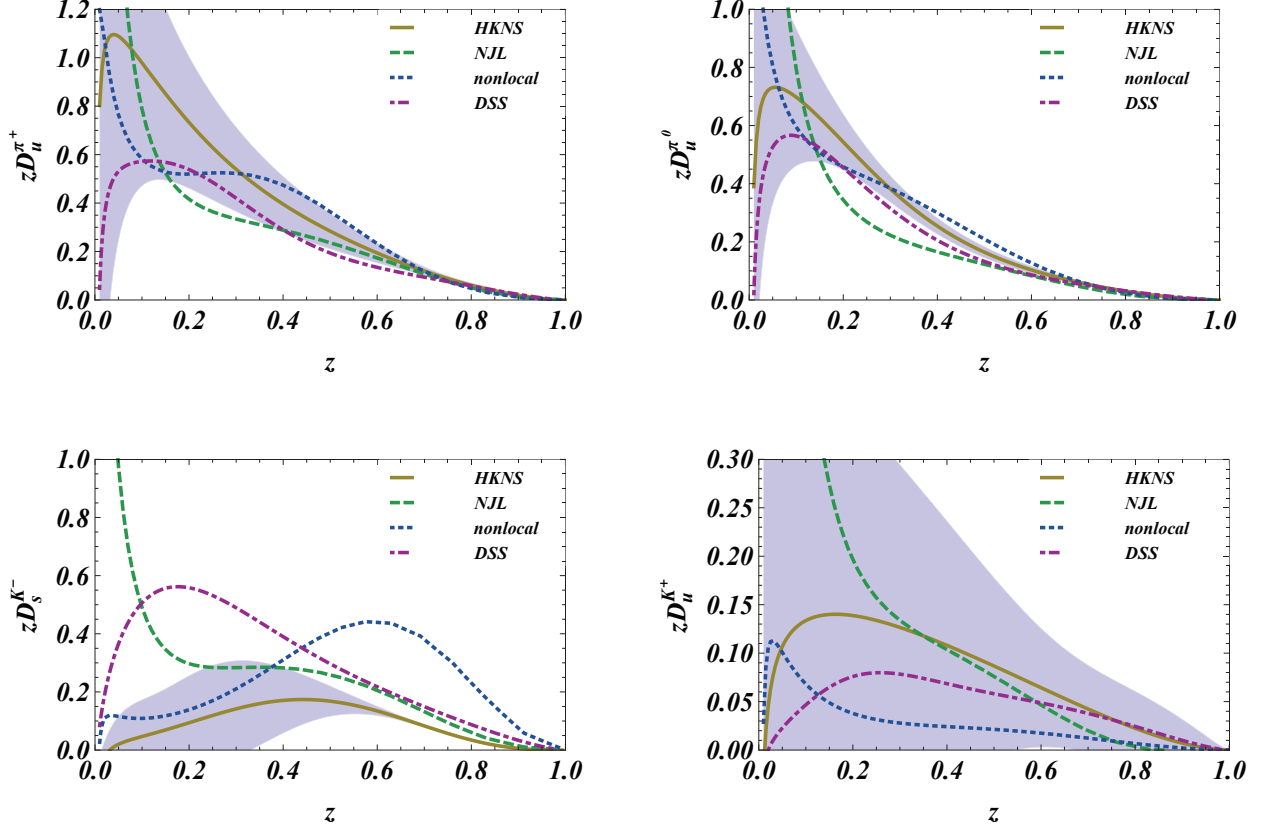 zD_u^{π^+}
1.2
1.0
0.8
0.6
0.4
0.2
0.0
0.0 0.2 0.4 0.6 0.8 1.0
z
HKNS
NJL
nonlocal
DSS
zD_u^{π^0}
1.0
0.8
0.6
0.4
0.2
0.0
0.0 0.2 0.4 0.6 0.8 1.0
z
HKNS
NJL
nonlocal
DSS
zD_s^{K^-}
1.0
0.8
0.6
0.4
0.2
0.0
0.0 0.2 0.4 0.6 0.8 1.0
z
HKNS
NJL
nonlocal
DSS
zD_u^{K^+}
0.30
0.25
0.20
0.15
0.10
0.05
0.00
0.0 0.2 0.4 0.6 0.8 1.0
z
HKNS
NJL
nonlocal
DSS